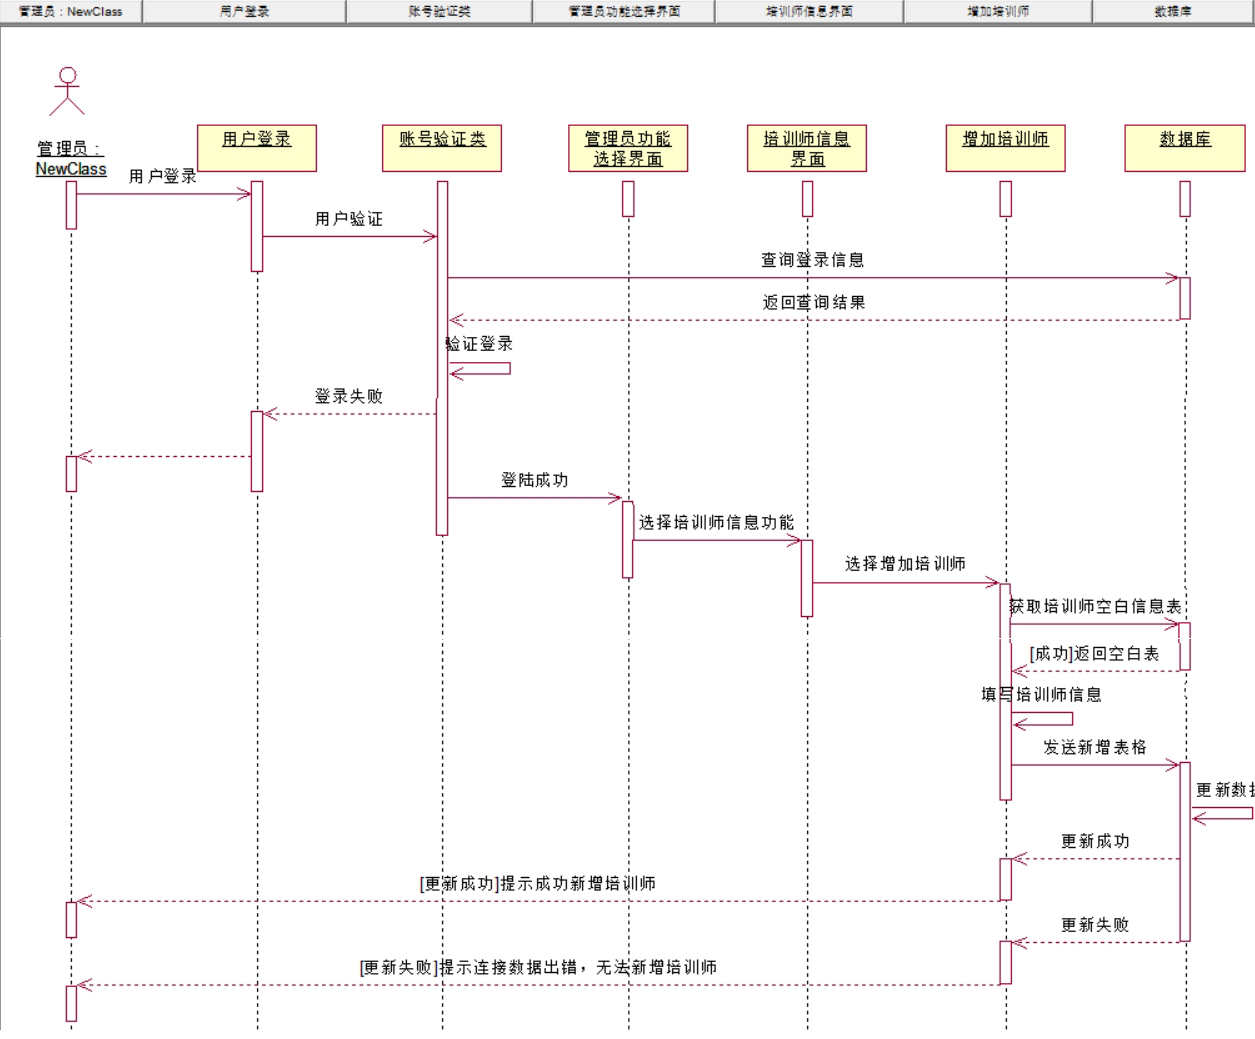 管理员：NewClass
用户登录
账号验证类
管理员功能选择界面
培训师信息界面
增加培训师
数据库
管理员：
NewClass
用户登录
账号验证类
管理员功能
选择界面
培训师信息
界面
增加培训师
数据库
用户登录
用户验证
查询登录信息
返回查询结果
验证登录
登录失败
登陆成功
选择培训师信息功能
选择增加培训师
获取培训师空白信息表
[成功]返回空白表
填写培训师信息
发送新增表格
更新数
更新成功
[更新成功]提示成功新增培训师
更新失败
[更新失败]提示连接数据出错，无法新增培训师